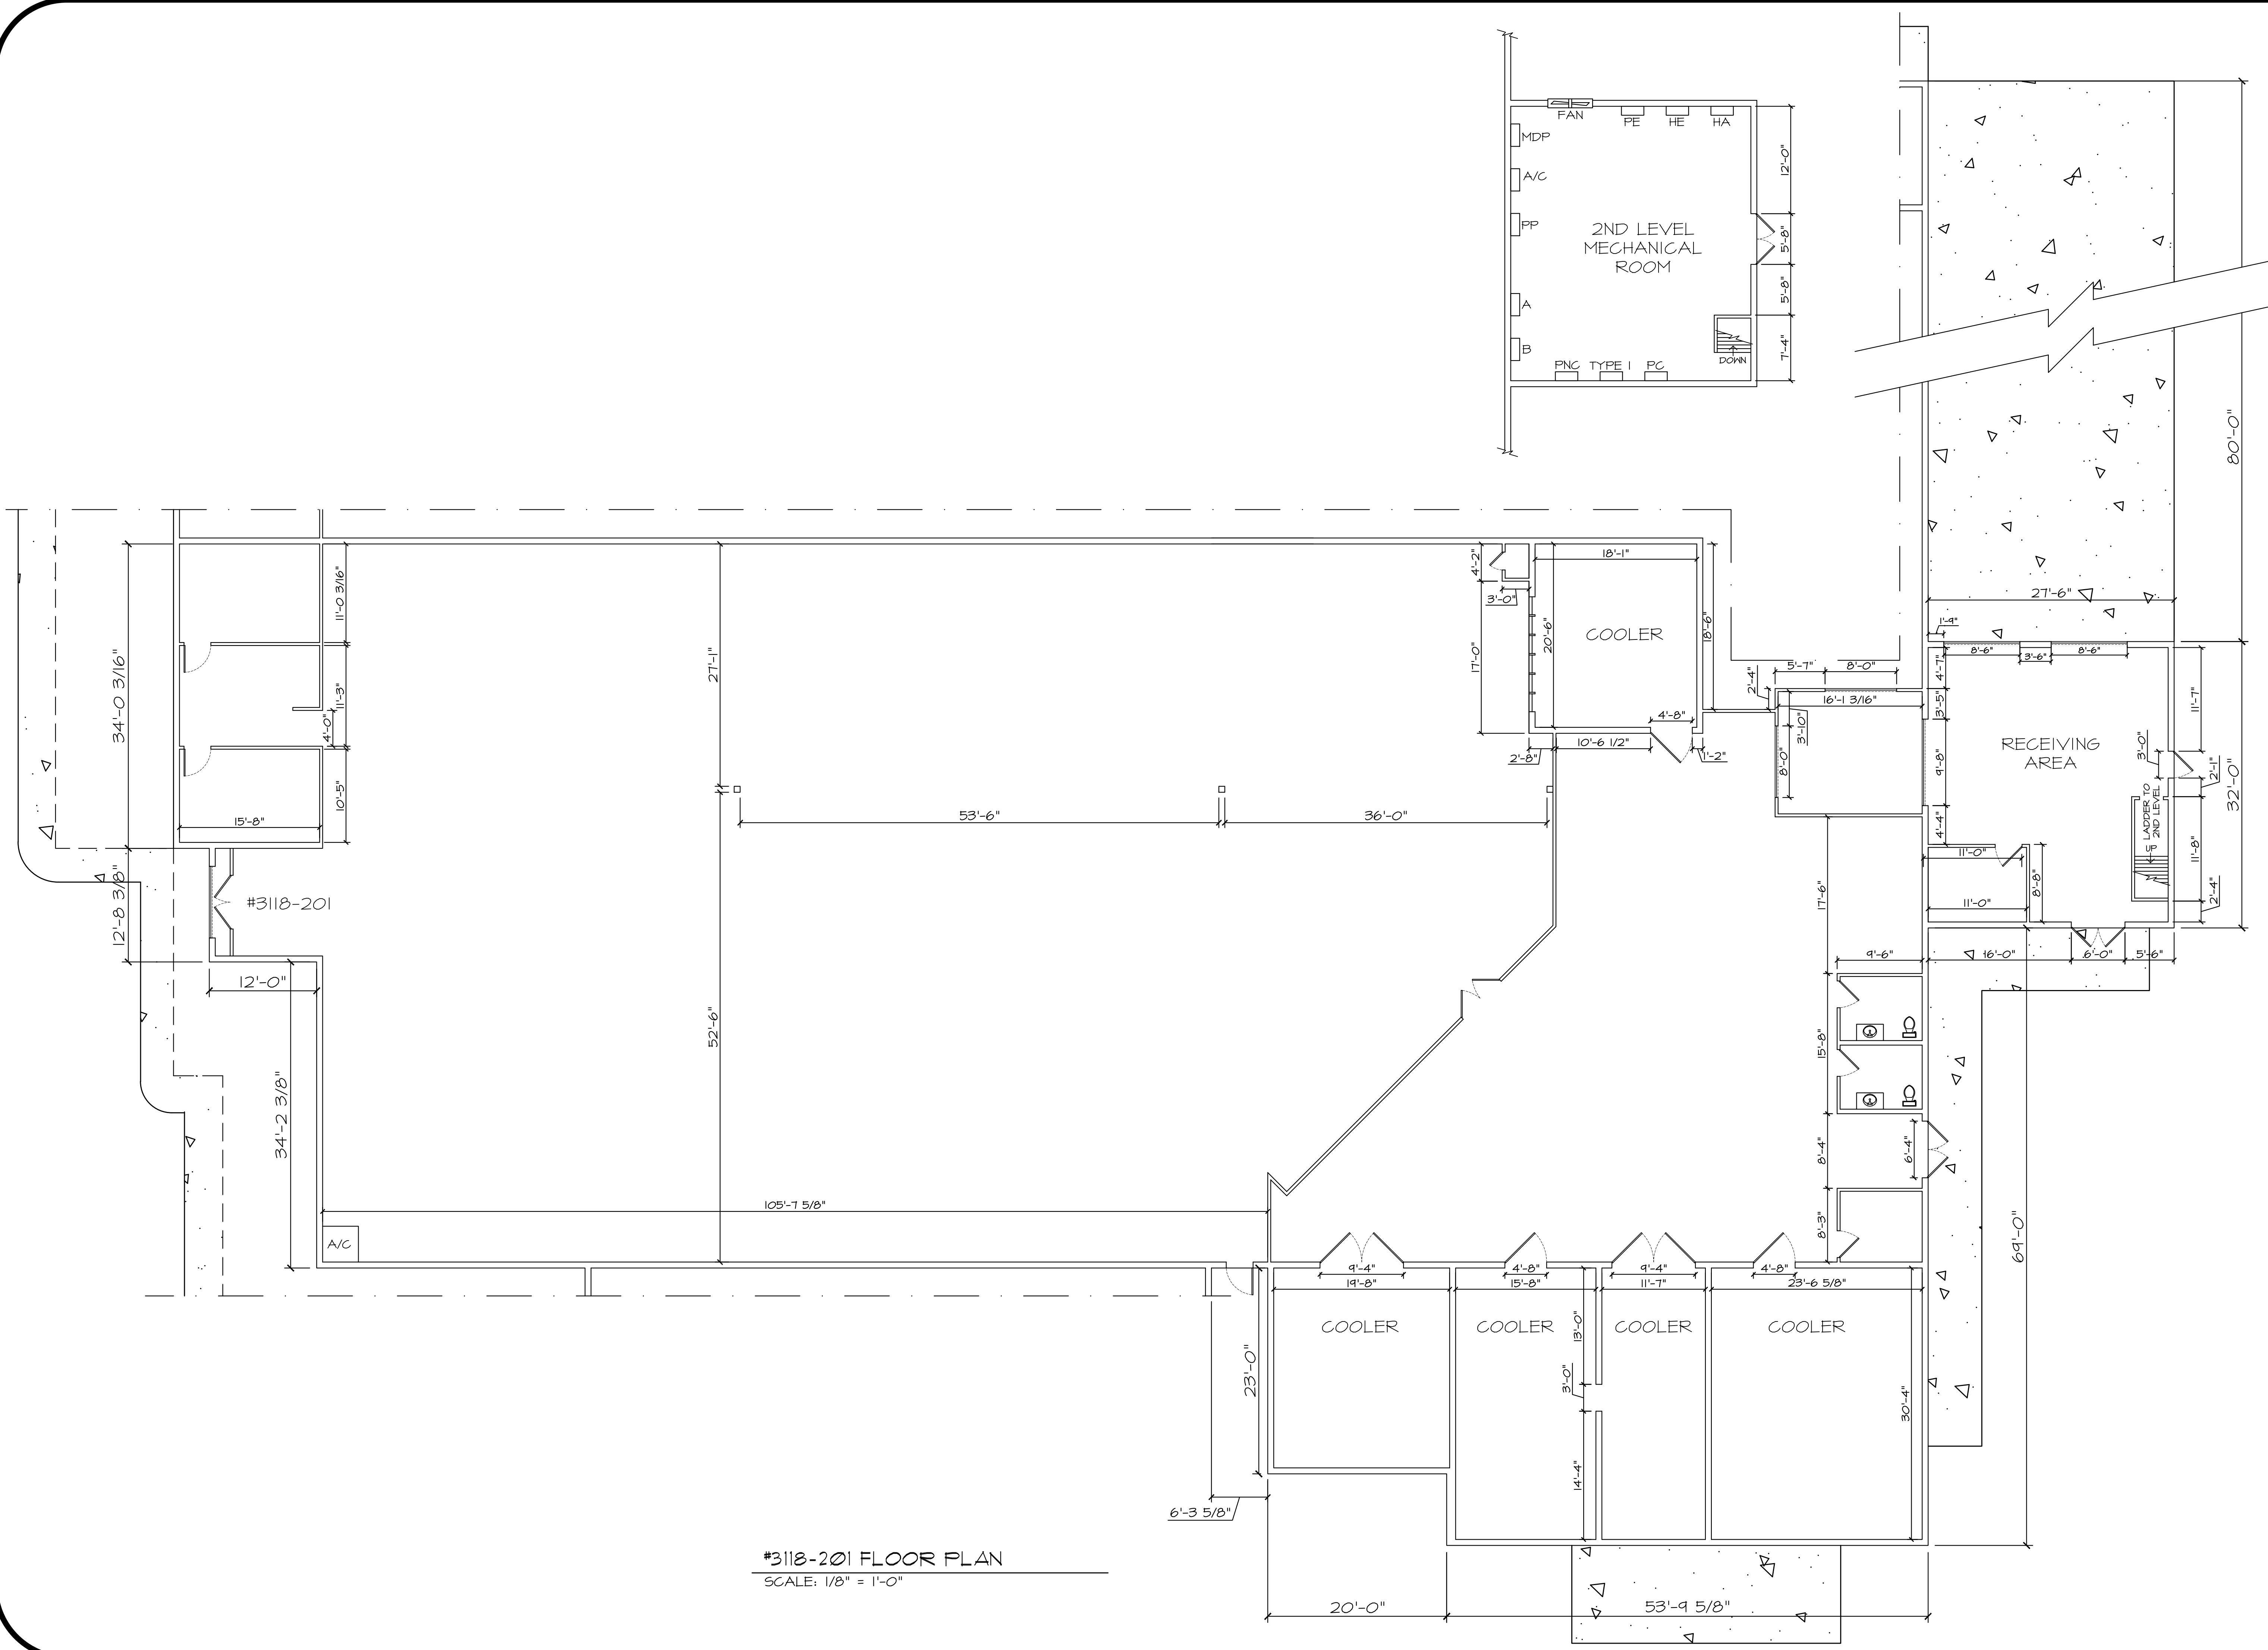 FAN
PE
HE
HA
MDP
A/C
PP
A
B
PNC
TYPE I
PC
2ND LEVEL
MECHANICAL
ROOM
DOWN
12'-0"
5'-8"
5'-8"
7'-4"
80'-0"
27'-6"
1'-9"
8'-6"
3'-6"
8'-6"
4'-7"
3'-5"
9'-8"
4'-4"
11'-7"
3'-0"
2'-1"
11'-8"
2'-4"
32'-0"
RECEIVING
AREA
LADDER TO
2ND LEVEL
UP
11'-0"
11'-0"
8'-8"
16'-0"
6'-0"
5'-6"
34'-0 3/16"
12'-8 3/8"
11'-0 3/16"
11'-3"
4'-0"
10'-5"
15'-8"
#3118-201
12'-0"
34'-2 3/8"
27'-1"
52'-6"
53'-6"
36'-0"
4'-2"
3'-0"
17'-0"
18'-1"
20'-6"
COOLER
18'-6"
4'-8"
2'-8"
10'-6 1/2"
1'-2"
2'-4"
5'-7"
8'-0"
16'-1 3/16"
3'-10"
8'-0"
17'-6"
9'-6"
15'-8"
8'-4"
6'-4"
8'-3"
69'-0"
105'-7 5/8"
A/C
9'-4"
19'-8"
COOLER
4'-8"
15'-8"
COOLER
9'-4"
11'-7"
COOLER
4'-8"
23'-6 5/8"
COOLER
13'-0"
3'-0"
14'-4"
30'-4"
23'-0"
6'-3 5/8"
20'-0"
53'-9 5/8"
#3118-201 FLOOR PLAN
SCALE: 1/8" = 1'-0"